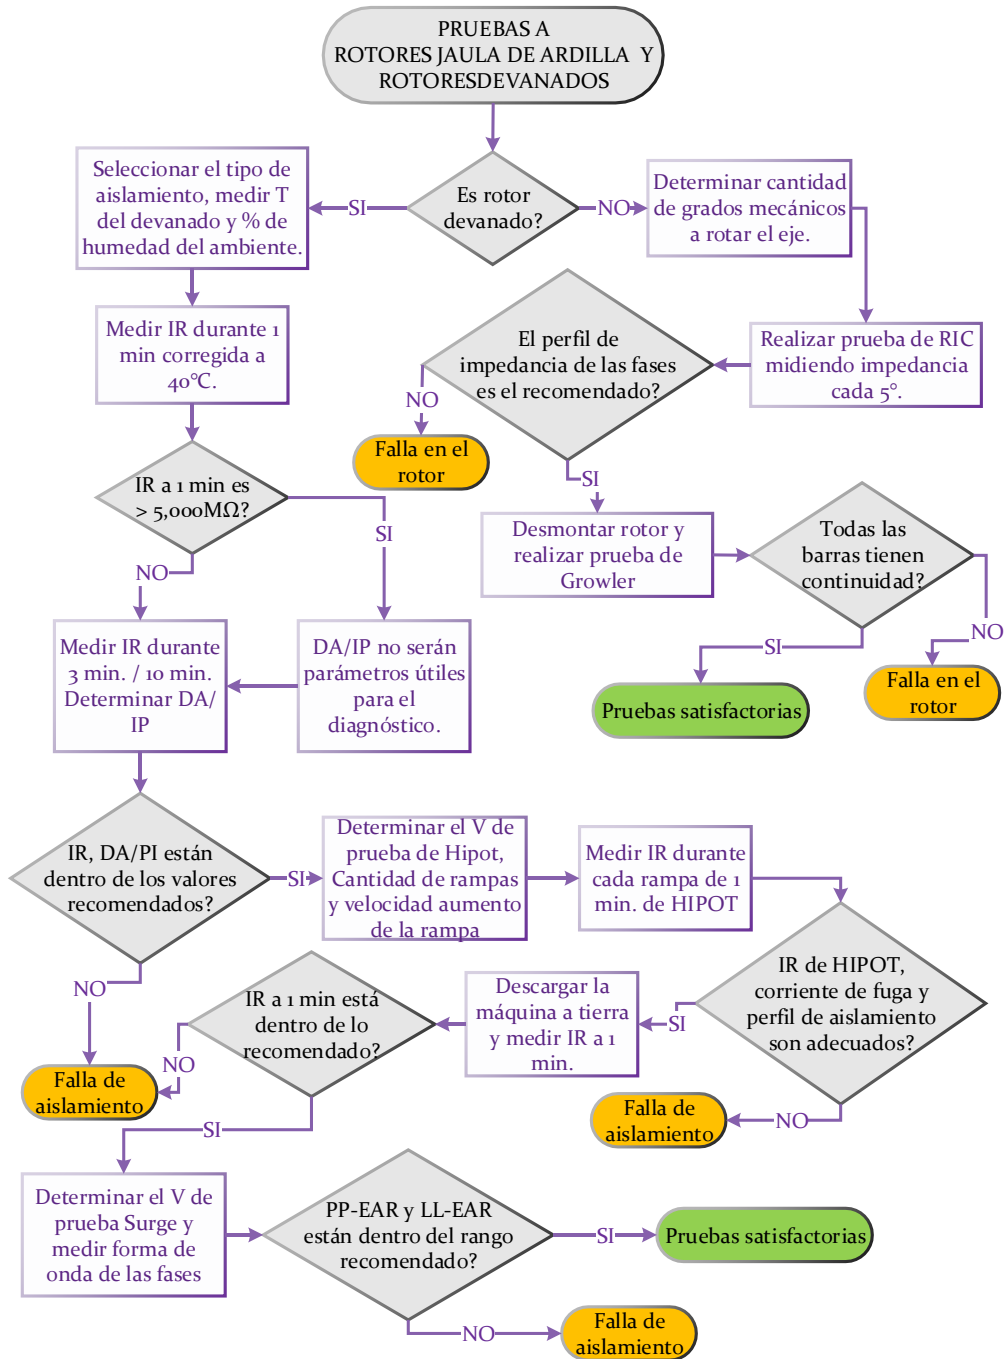 PRUEBAS A
ROTORES JAULA DE ARDILLA Y
ROTORESDEVANADOS
Es rotor
devanado?
SI
NO
Seleccionar el tipo de
aislamiento, medir T
del devanado y % de
humedad del ambiente.
Determinar cantidad
de grados mecánicos
a rotar el eje.
Medir IR durante 1
min corregida a
40°C.
El perfil de
impedancia de las fases
es el recomendado?
Realizar prueba de RIC
midiendo impedancia
cada 5°.
NO
Falla en el
rotor
SI
IR a 1 min es
> 5,000MΩ?
SI
NO
Desmontar rotor y
realizar prueba de
Growler
Todas las
barras tienen
continuidad?
NO
SI
Medir IR durante
3 min. / 10 min.
Determinar DA/
IP
DA/IP no serán
parámetros útiles
para el
diagnóstico.
Pruebas satisfactorias
Falla en el
rotor
IR, DA/PI están
dentro de los valores
recomendados?
SI
Determinar el V de
prueba de Hipot,
Cantidad de rampas
y velocidad aumento
de la rampa
Medir IR durante
cada rampa de 1
min. de HIPOT
IR de HIPOT,
corriente de fuga y
perfil de aislamiento
son adecuados?
SI
Descargar la
máquina a tierra
y medir IR a 1
min.
IR a 1 min está
dentro de lo
recomendado?
NO
NO
Falla de
aislamiento
NO
Falla de
aislamiento
SI
Determinar el V de
prueba Surge y
medir forma de
onda de las fases
PP-EAR y LL-EAR
están dentro del rango
recomendado?
SI
Pruebas satisfactorias
NO
Falla de
aislamiento